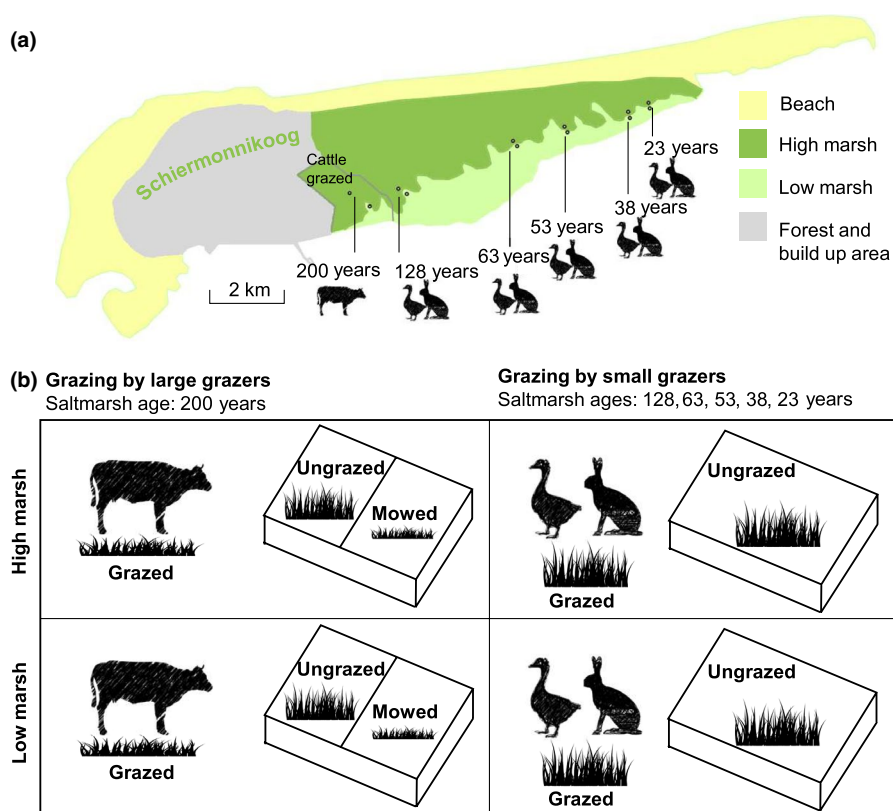 (a)
Schiermonnikoog
Cattle
grazed
200 years
128 years
63 years
53 years
38 years
23 years
2 km
Beach
High marsh
Low marsh
Forest and
build up area
(b)
Grazing by large grazers
Saltmarsh age: 200 years
Grazing by small grazers
Saltmarsh ages: 128, 63, 53, 38, 23 years
High marsh
Grazed
Ungrazed
Mowed
Grazed
Ungrazed
Low marsh
Grazed
Ungrazed
Mowed
Grazed
Ungrazed